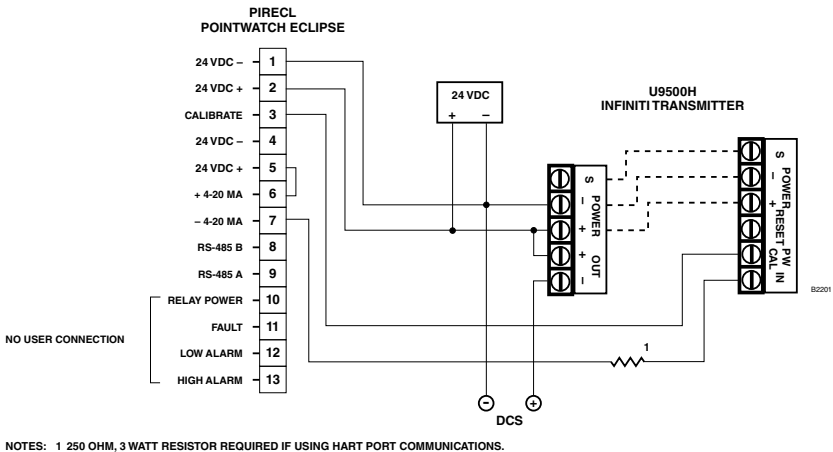 PIRECL
POINTWATCH ECLIPSE
24 VDC – 1
24 VDC + 2
CALIBRATE 3
24 VDC – 4
24 VDC + 5
+ 4-20 MA 6
– 4-20 MA 7
RS-485 B 8
RS-485 A 9
RELAY POWER 10
FAULT 11
LOW ALARM 12
HIGH ALARM 13
NO USER CONNECTION
24 VDC
+ –
U9500H
INFINITI TRANSMITTER
S
– POWER +
+ OUT –
S
– POWER +
RESET
PW
CAL IN
B2201
1
– +
DCS
NOTES: 1 250 OHM, 3 WATT RESISTOR REQUIRED IF USING HART PORT COMMUNICATIONS.